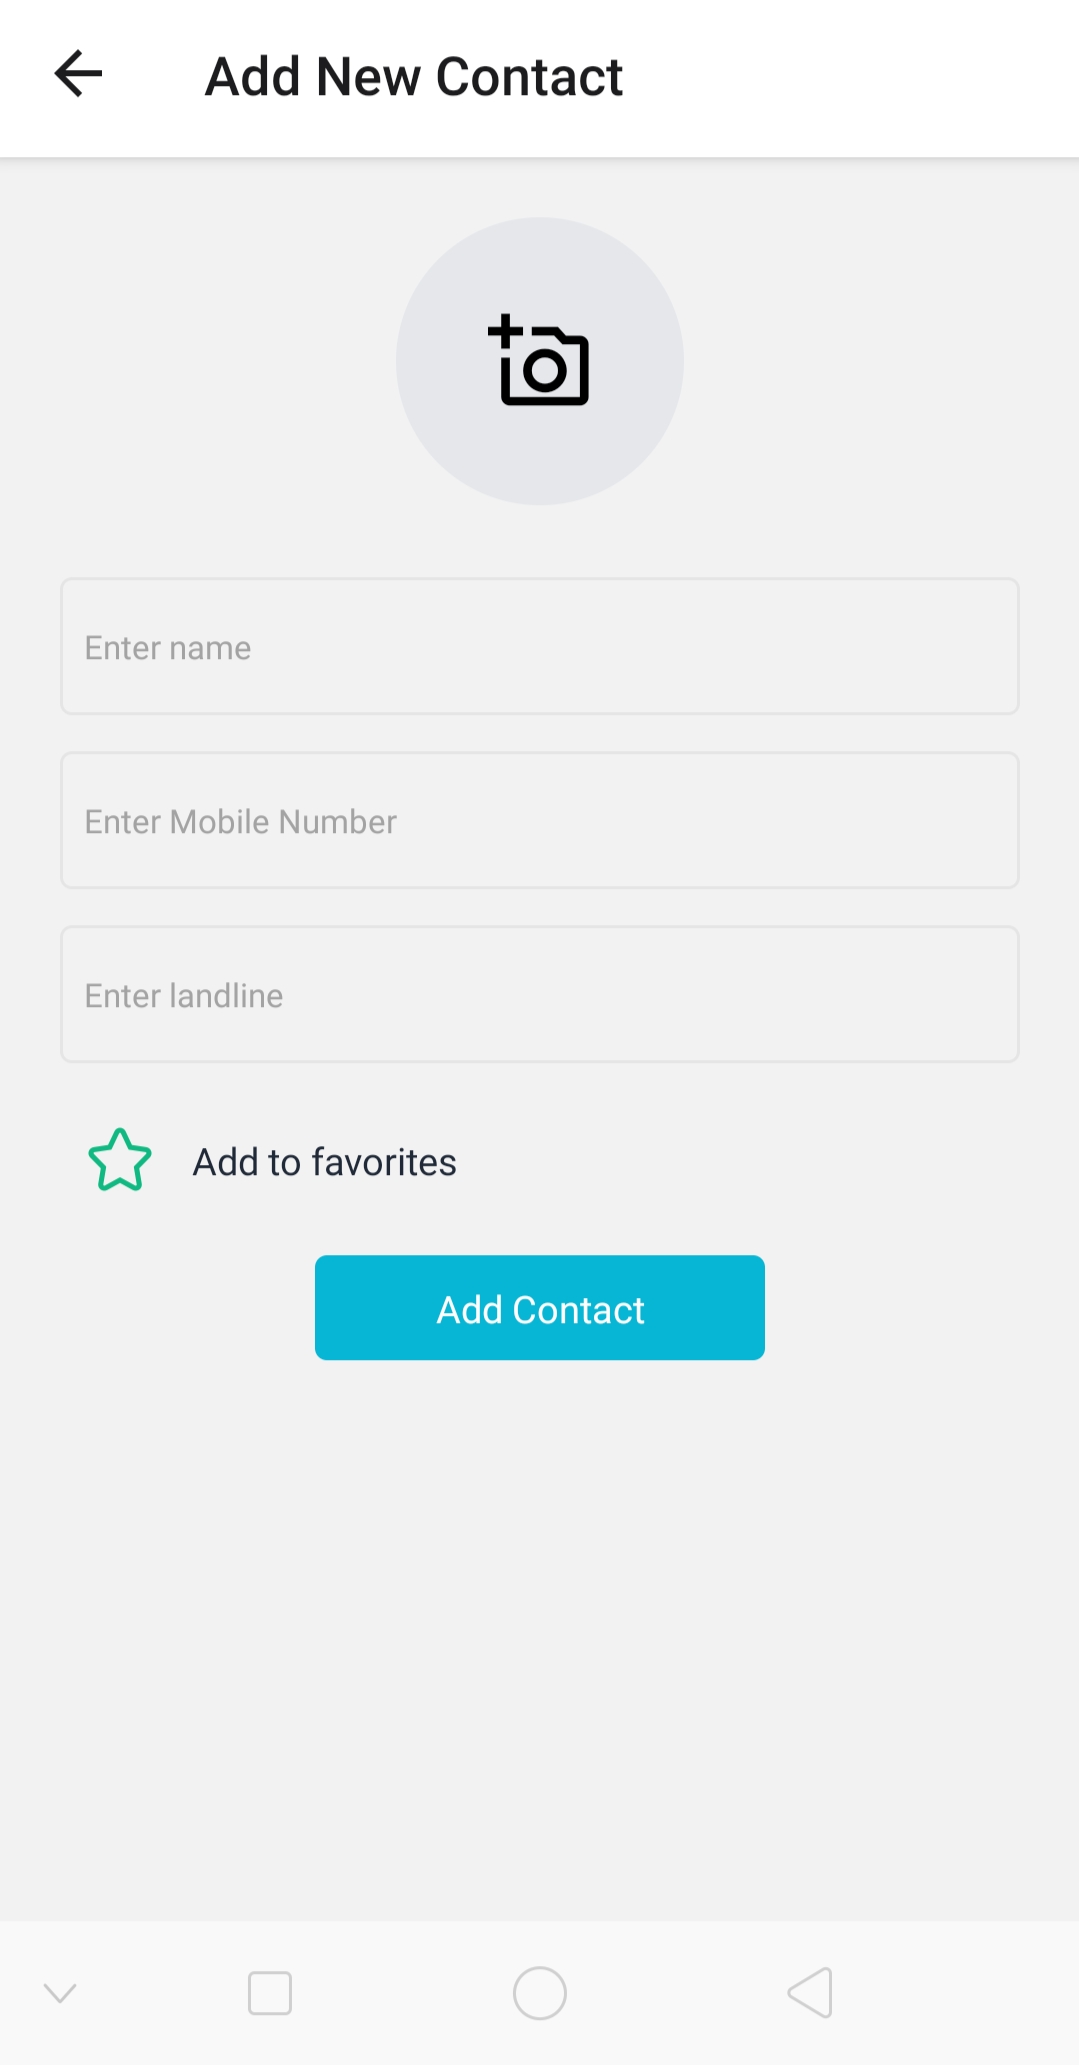 Add New Contact
Enter name
Enter Mobile Number
Enter landline
Add to favorites
Add Contact